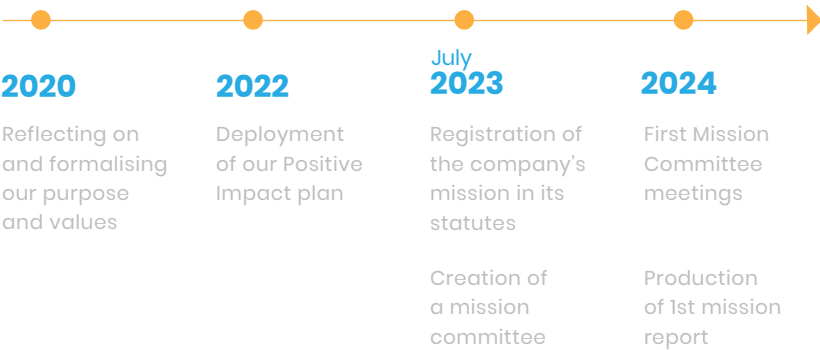 2020
Reflecting on
and formalising
our purpose
and values
2022
Deployment
of our Positive
Impact plan
July
2023
Registration of
the company’s
mission in its
statutes
Creation of
a mission
committee
2024
First Mission
Committee
meetings
Production
of 1st mission
report